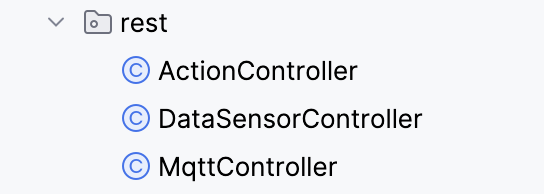 rest
ActionController
DataSensorController
MqttController